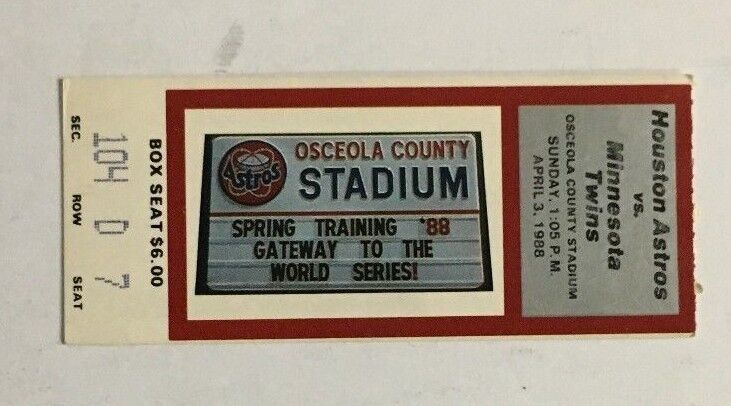 SEC. ROW SEAT
104 D 7
BOX SEAT $6.00
Astros
OSCEOLA COUNTY
STADIUM
SPRING TRAINING '88
GATEWAY TO THE
WORLD SERIES!
Houston Astros
vs.
Minnesota
Twins
OSCEOLA COUNTY STADIUM
SUNDAY, 1:05 P.M.
APRIL 3, 1988